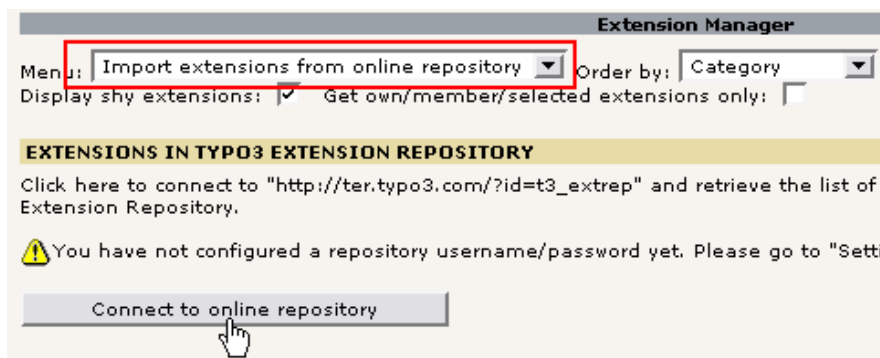 Extension Manager
Menu: Import extensions from online repository Order by: Category
Display shy extensions: Get own/member/selected extensions only:
EXTENSIONS IN TYPO3 EXTENSION REPOSITORY
Click here to connect to "http://ter.typo3.com/?id=t3_extrep" and retrieve the list of
Extension Repository.
You have not configured a repository username/password yet. Please go to "Setti
Connect to online repository